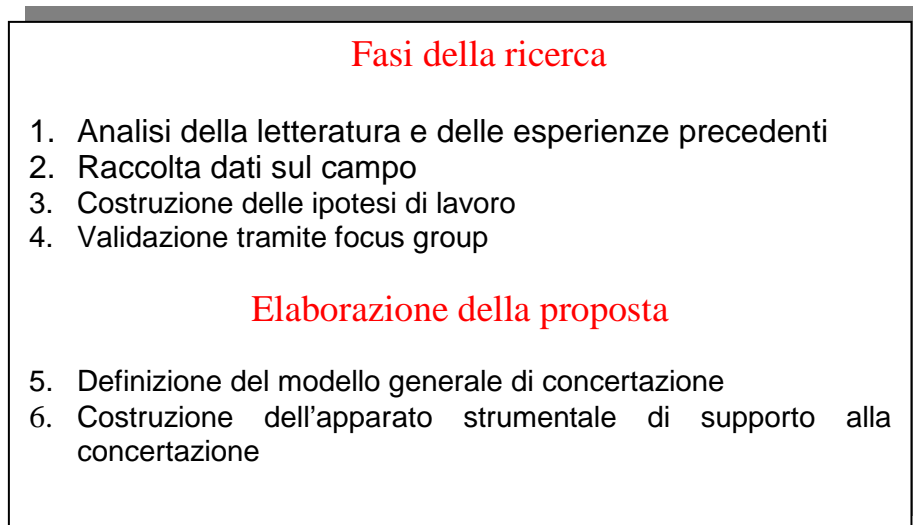 Fasi della ricerca
1. Analisi della letteratura e delle esperienze precedenti
2. Raccolta dati sul campo
3. Costruzione delle ipotesi di lavoro
4. Validazione tramite focus group
Elaborazione della proposta
5. Definizione del modello generale di concertazione
6. Costruzione dell’apparato strumentale di supporto alla
concertazione